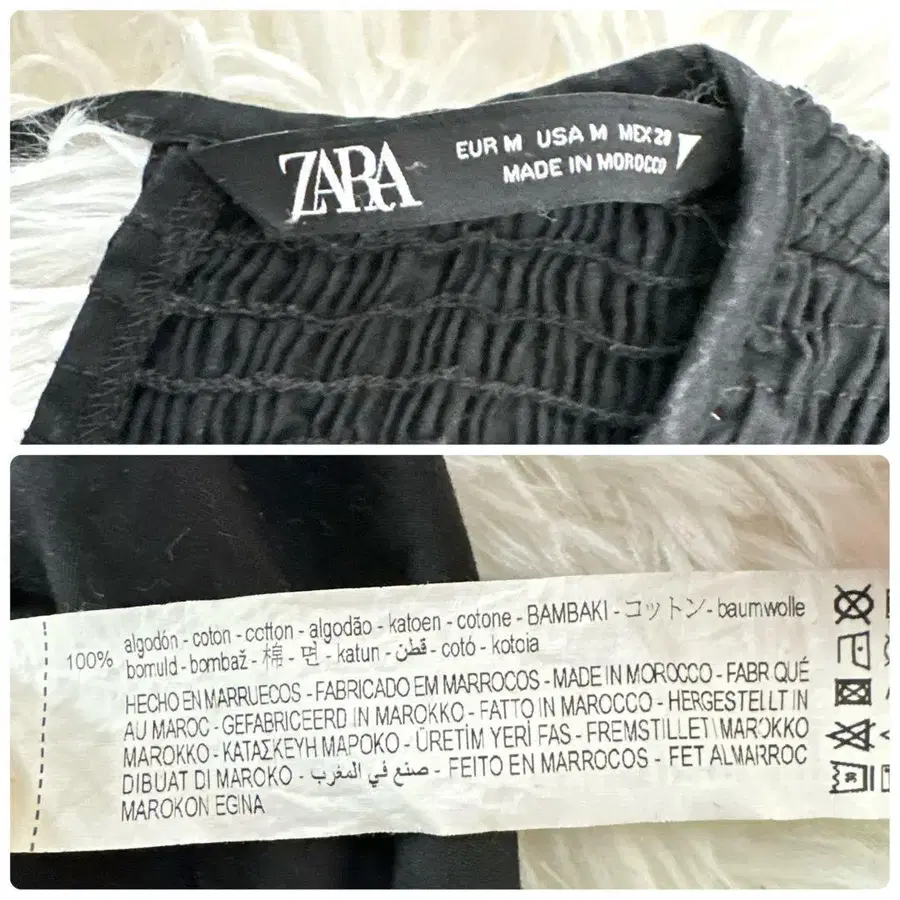 ZARA
EUR M USA M MEX 28
MADE IN MOROCCO
100% algodón - coton - cotton - algodão - katoen - cotone - BAMBAKI - コットン - baumwolle
bomuld - bombaž - 棉 - 면 - katun - قطن - cotó - kotoia
HECHO EN MARRUECOS - FABRICADO EM MARROCOS - MADE IN MOROCCO - FABRIQUÉ
AU MAROC - GEFABRICEERD IN MAROKKO - FATTO IN MAROCCO - HERGESTELLT IN
MAROKKO - ΚΑΤΑΣΚΕΥΗ ΜΑΡΟΚΟ - ÜRETİM YERİ FAS - FREMSTILLET I MAROKKO
DIBUAT DI MAROKO - صنع في المغرب - FEITO EN MARROCOS - FET AL MARROC
MAROKON EGINA